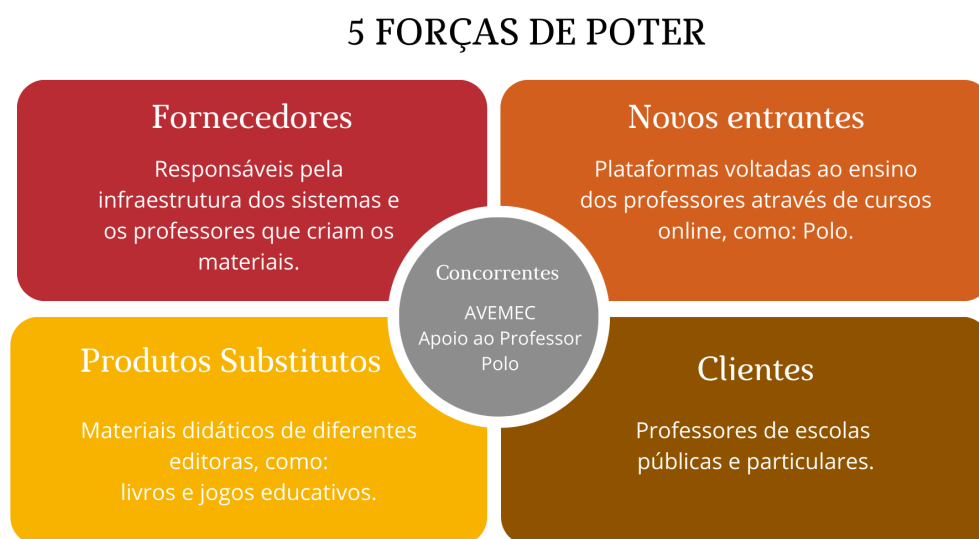 5 FORÇAS DE POTER
Fornecedores
Responsáveis pela
infraestrutura dos sistemas e
os professores que criam os
materiais.
Novos entrantes
Plataformas voltadas ao ensino
dos professores através de cursos
online, como: Polo.
Concorrentes
AVEMEC
Apoio ao Professor
Polo
Produtos Substitutos
Materiais didáticos de diferentes
editoras, como:
livros e jogos educativos.
Clientes
Professores de escolas
públicas e particulares.